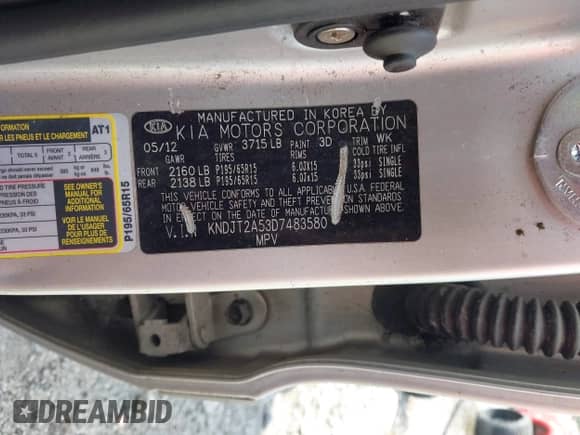 INFORMATION
SUR LES PNEUS ET LE CHARGEMENT
AT1
P195/65R15
TIRE PRESSURE
SEE OWNER'S
MANUAL FOR
ADDITIONAL
INFORMATION
VOIR LE MANUEL
DE L'USAGER
POUR PLUS DE
RENSEIGNEMENTS
KIA
MANUFACTURED IN KOREA BY
KIA MOTORS CORPORATION
05/12 GVWR 3715 LB PAINT 3D TRIM WK
GAWR TIRES RIMS COLD TIRE INFL
FRONT 2160 LB P195/65R15 6.0JX15 33psi SINGLE
REAR 2138 LB P195/65R15 6.0JX15 33psi SINGLE
THIS VEHICLE CONFORMS TO ALL APPLICABLE U.S.A FEDERAL
MOTOR VEHICLE SAFETY AND THEFT PREVENTION STANDARDS
IN EFFECT ON THE DATE OF MANUFACTURE SHOWN ABOVE.
V.I.N KNDJT2A53D7483580
MPV
DREAMBID